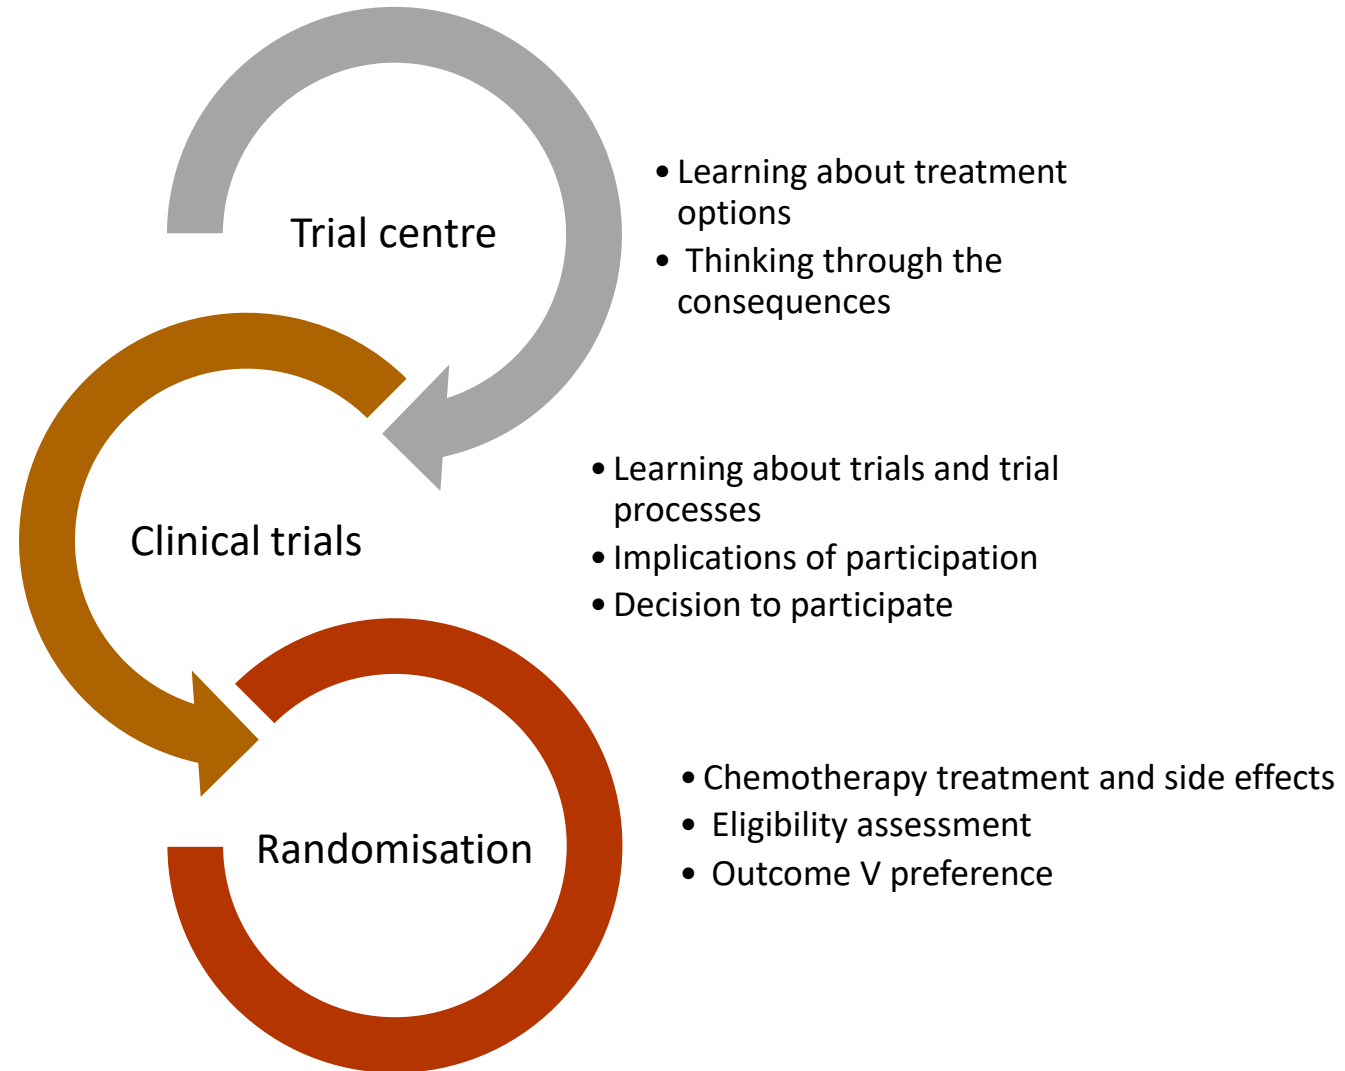 Trial centre
• Learning about treatment
options
• Thinking through the
consequences
Clinical trials
• Learning about trials and trial
processes
• Implications of participation
• Decision to participate
Randomisation
• Chemotherapy treatment and side effects
• Eligibility assessment
• Outcome V preference